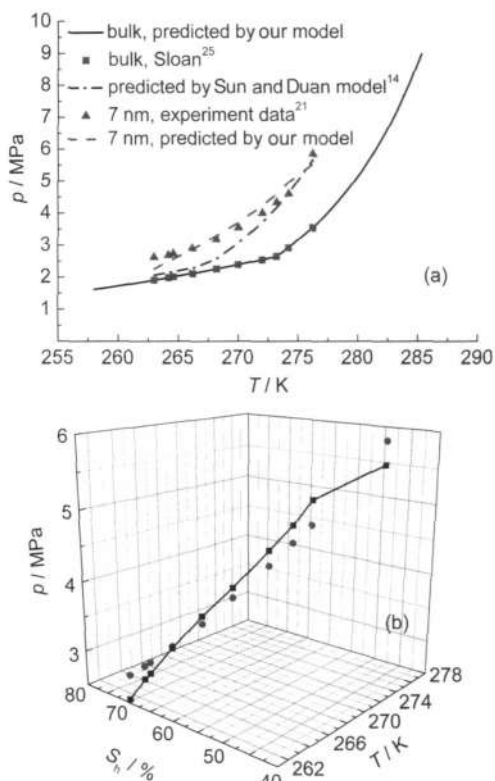 10
9
8
7
6
5
4
3
2
1
p / MPa
bulk, predicted by our model
bulk, Sloan25
predicted by Sun and Duan model14
7 nm, experiment data21
7 nm, predicted by our model
(a)
255 260 265 270 275 280 285 290
T / K
6
5
4
3
p / MPa
(b)
80 70 60 50 40
Sh / %
262 266 270 274 278
T / K